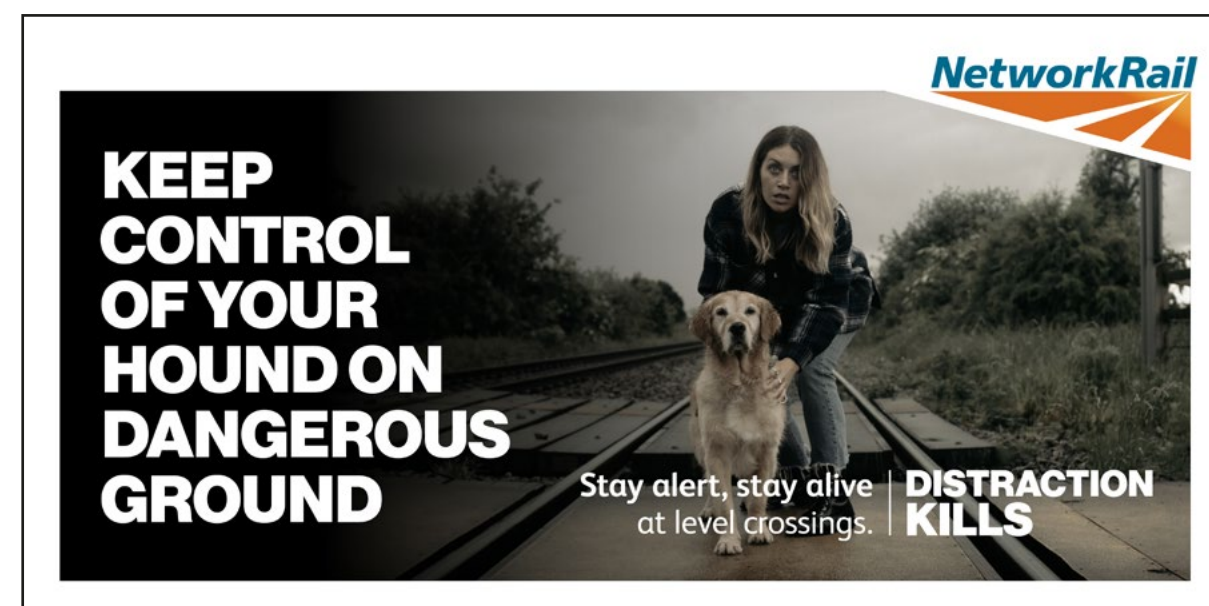 NetworkRail
KEEP
CONTROL
OF YOUR
HOUND ON
DANGEROUS
GROUND
Stay alert, stay alive
at level crossings.
DISTRACTION
KILLS